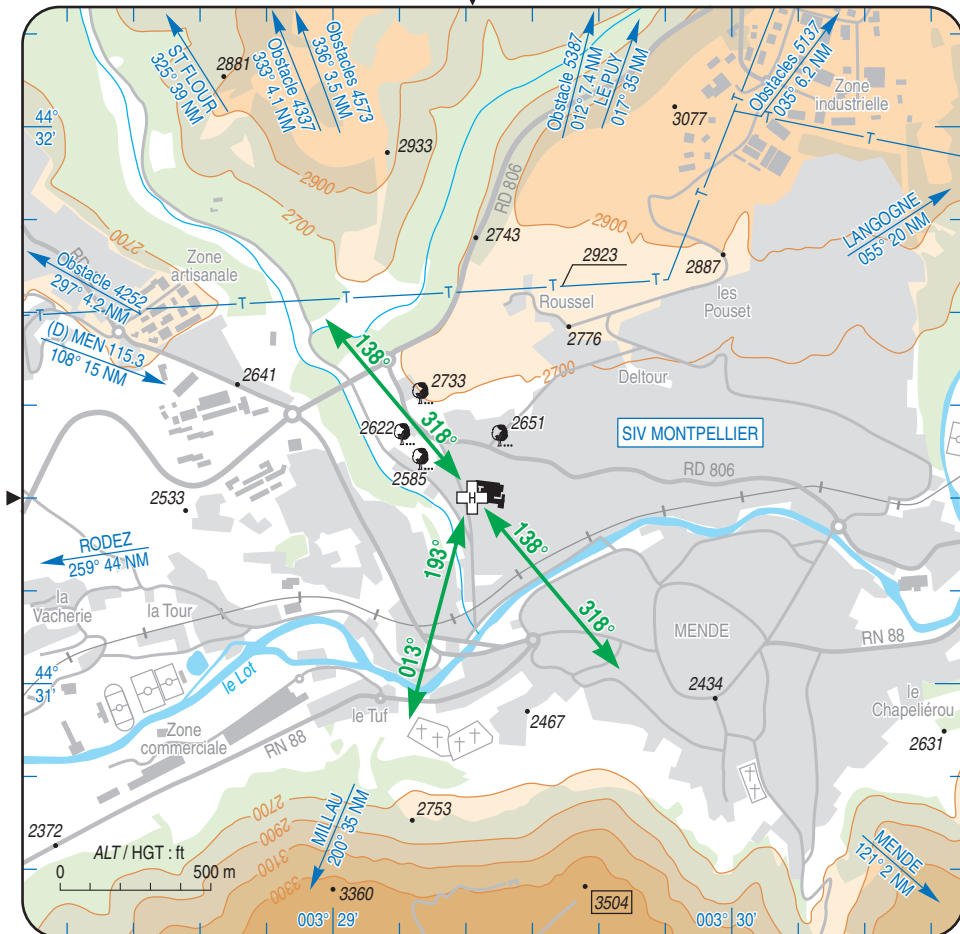 ST FLOUR
325° 39 NM
2881
Obstacle 4337
333° 4.1 NM
Obstacles 4573
336° 3.5 NM
Obstacle 5387
012° 7.4 NM
LE PUY
017° 35 NM
Obstacles 5137
035° 6.2 NM
Zone
industrielle
3077
44°
32'
2933
2900
2700
RD 806
2900
T
T
LANGOGNE
055° 20 NM
2700
RD
Zone
artisanale
2743
2923
2887
Obstacle 4252
297° 4.2 NM
T
T
T
T
T
T
Roussel
les
Pouset
(D) MEN 115.3
108° 15 NM
138°
2776
2700
Deltour
2641
2733
2622
318°
2651
SIV MONTPELLIER
2585
RD 806
H
2533
RODEZ
259° 44 NM
193°
138°
la
Vacherie
la Tour
013°
318°
MENDE
RN 88
44°
31'
le Lot
2434
le Tuf
2467
le
Chapeliérou
2631
Zone
commerciale
RN 88
2700
2900
3100
3300
2753
MILLAU
200° 35 NM
2372
ALT / HGT : ft
0
500 m
3360
3504
MENDE
121° 2 NM
003° 29'
003° 30'